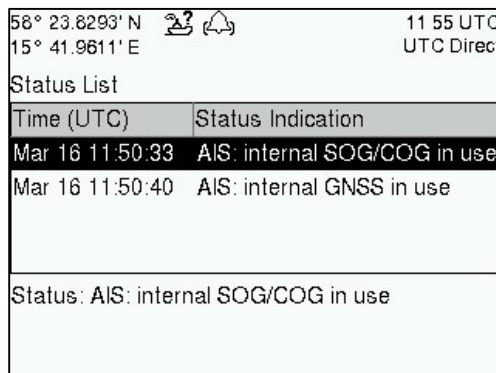 58° 23.8293' N 11 55 UTC
15° 41.9611' E UTC Direct
Status List
Time (UTC) Status Indication
Mar 16 11:50:33 AIS: internal SOG/COG in use
Mar 16 11:50:40 AIS: internal GNSS in use
Status: AIS: internal SOG/COG in use